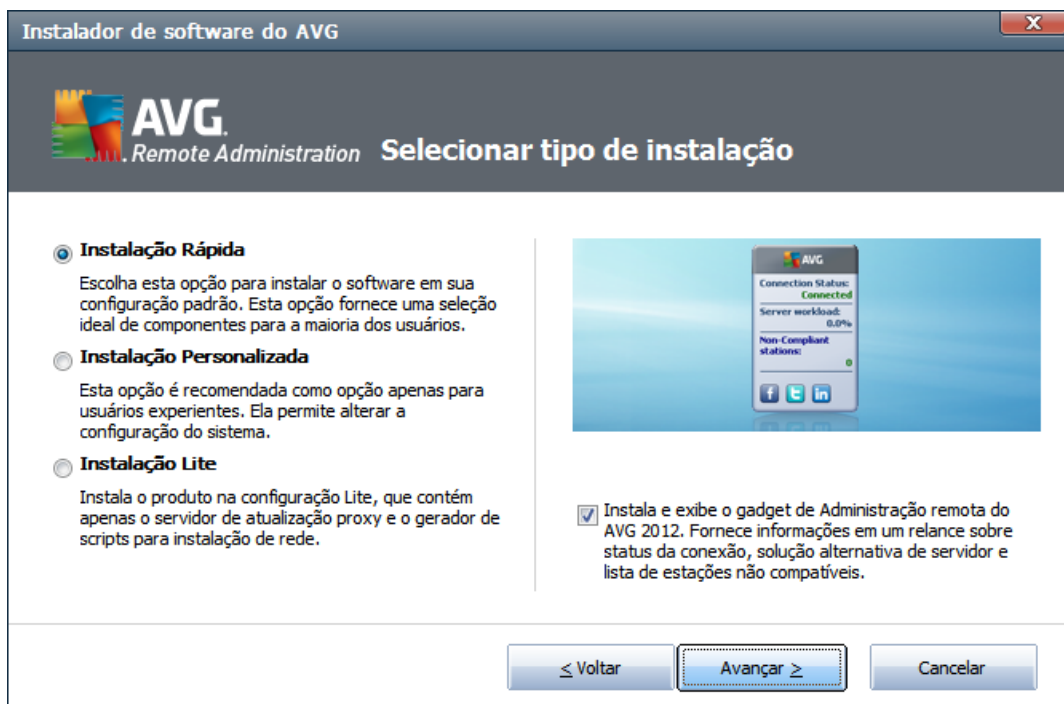 Instalador de software do AVG
AVG.
Remote Administration
Selecionar tipo de instalação
Instalação Rápida
Escolha esta opção para instalar o software em sua
configuração padrão. Esta opção fornece uma seleção
ideal de componentes para a maioria dos usuários.
Instalação Personalizada
Esta opção é recomendada como opção apenas para
usuários experientes. Ela permite alterar a
configuração do sistema.
Instalação Lite
Instala o produto na configuração Lite, que contém
apenas o servidor de atualização proxy e o gerador de
scripts para instalação de rede.
AVG
Connection Status:
Connected
Server workload:
0.0%
Non-Compliant
stations:
0
Instala e exibe o gadget de Administração remota do
AVG 2012. Fornece informações em um relance sobre
status da conexão, solução alternativa de servidor e
lista de estações não compatíveis.
< Voltar
Avançar >
Cancelar